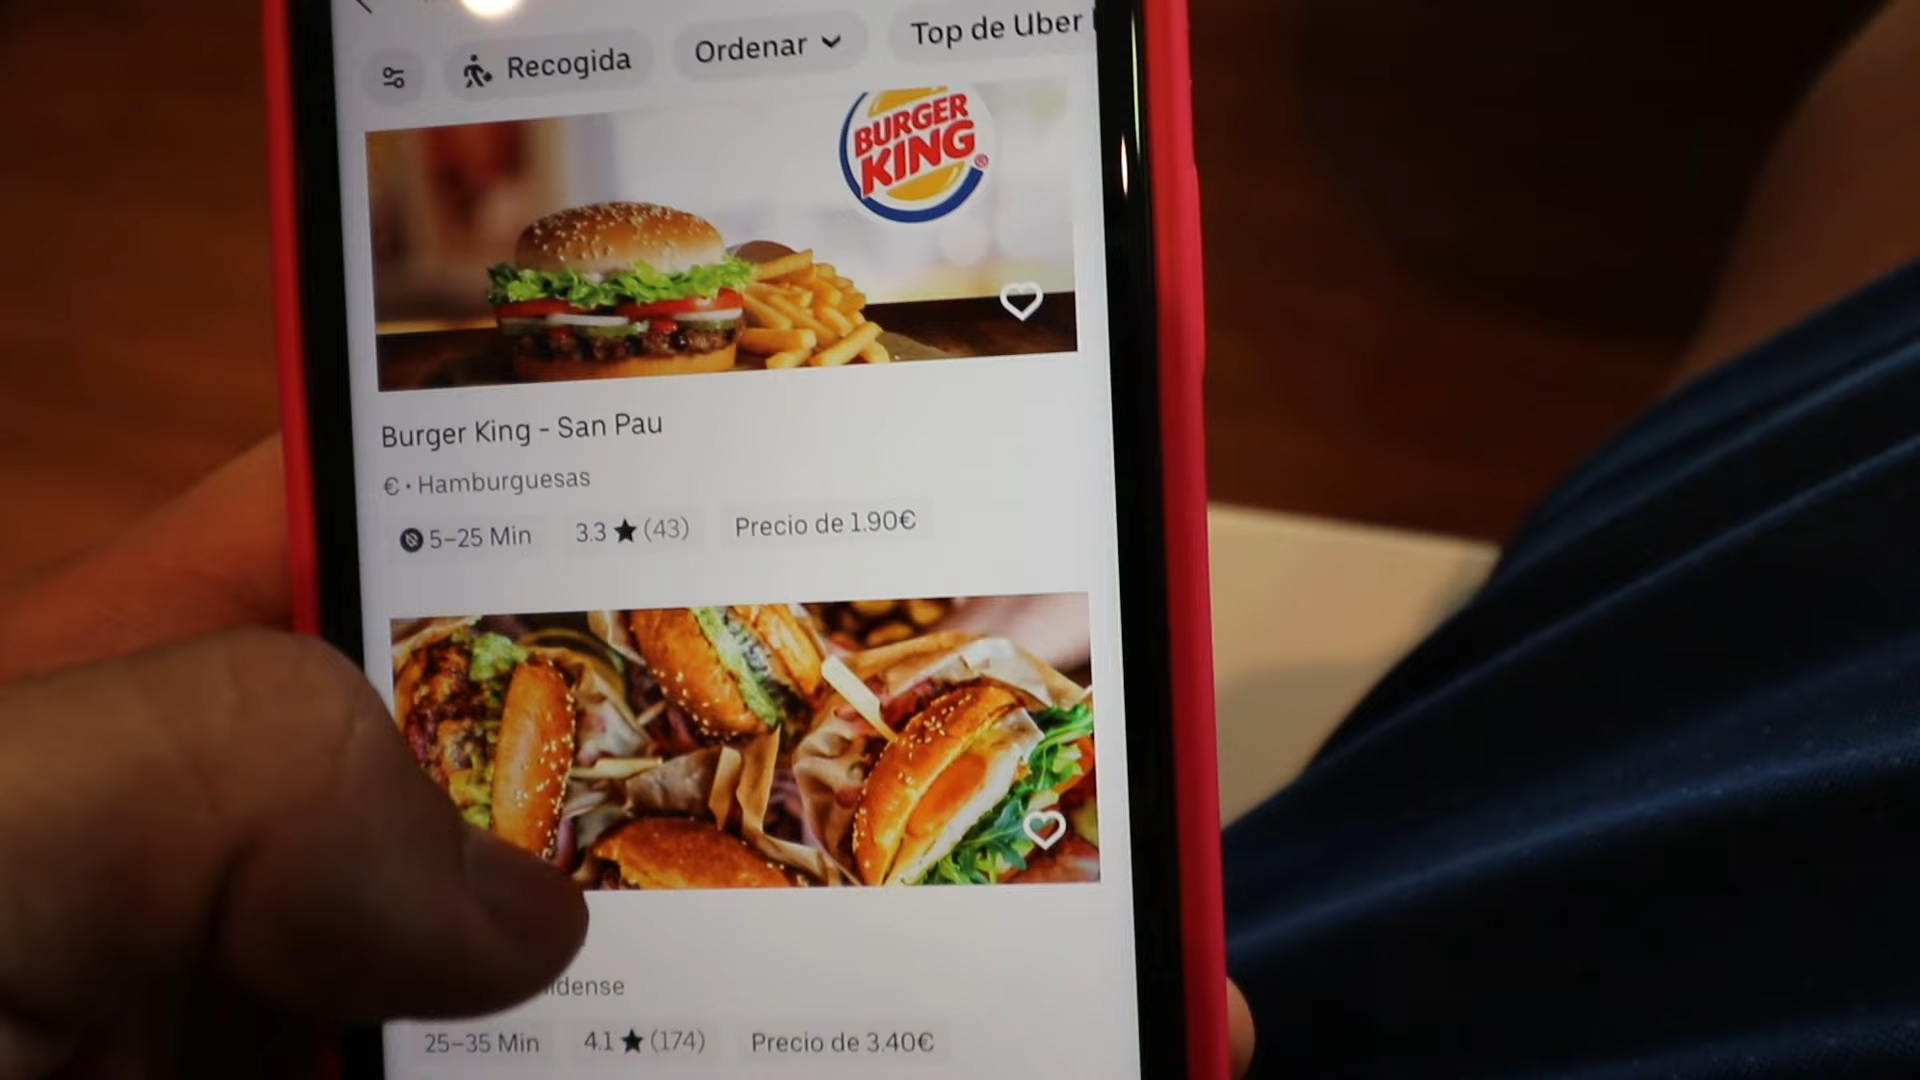 Recogida
Ordenar
Top de Uber
BURGER
KING®
Burger King - San Pau
€ • Hamburguesas
5–25 Min
3.3 ★ (43)
Precio de 1.90€
idense
25–35 Min
4.1 ★ (174)
Precio de 3.40€